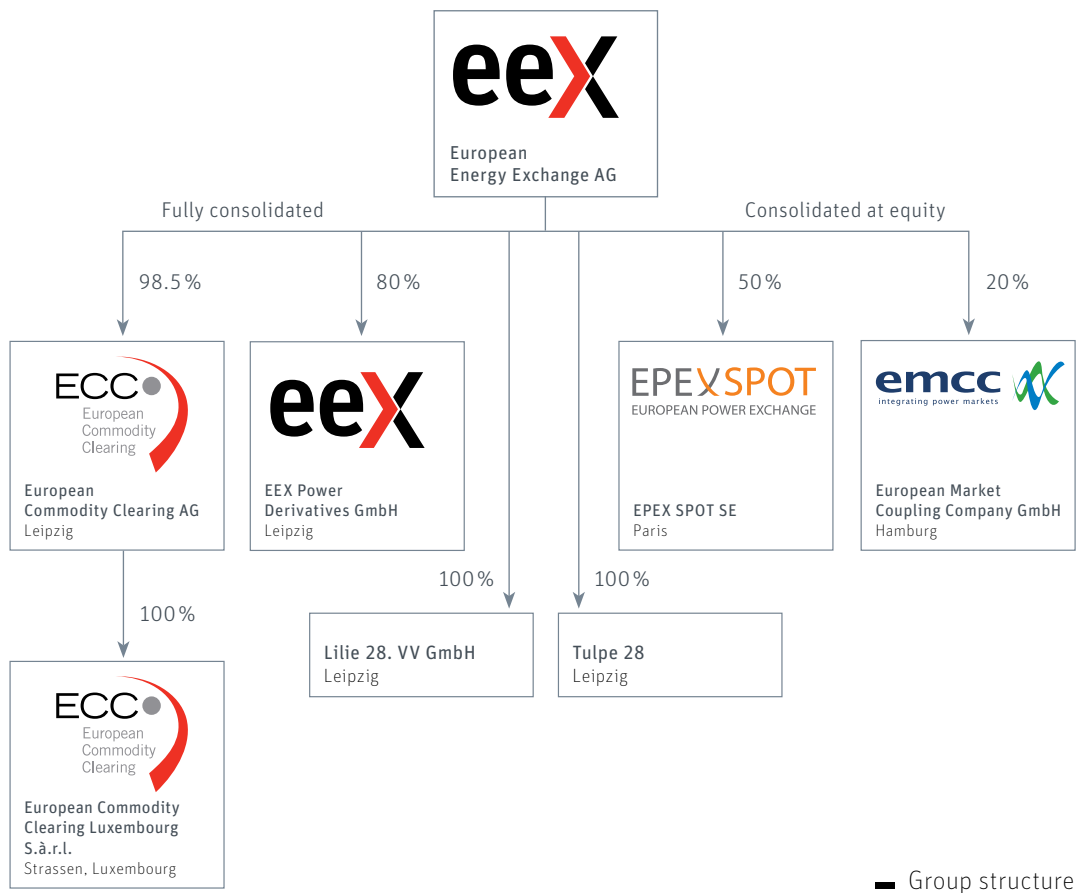 eex
European
Energy Exchange AG
Fully consolidated
Consolidated at equity
98.5%
80%
50%
20%
ECC
European
Commodity
Clearing
European
Commodity Clearing AG
Leipzig
eex
EEX Power
Derivatives GmbH
Leipzig
EPEXSPOT
EUROPEAN POWER EXCHANGE
EPEX SPOT SE
Paris
emcc
integrating power markets
European Market
Coupling Company GmbH
Hamburg
100%
100%
100%
Lilie 28. VV GmbH
Leipzig
Tulpe 28
Leipzig
ECC
European
Commodity
Clearing
European Commodity
Clearing Luxembourg
S.à.r.l.
Strassen, Luxembourg
Group structure